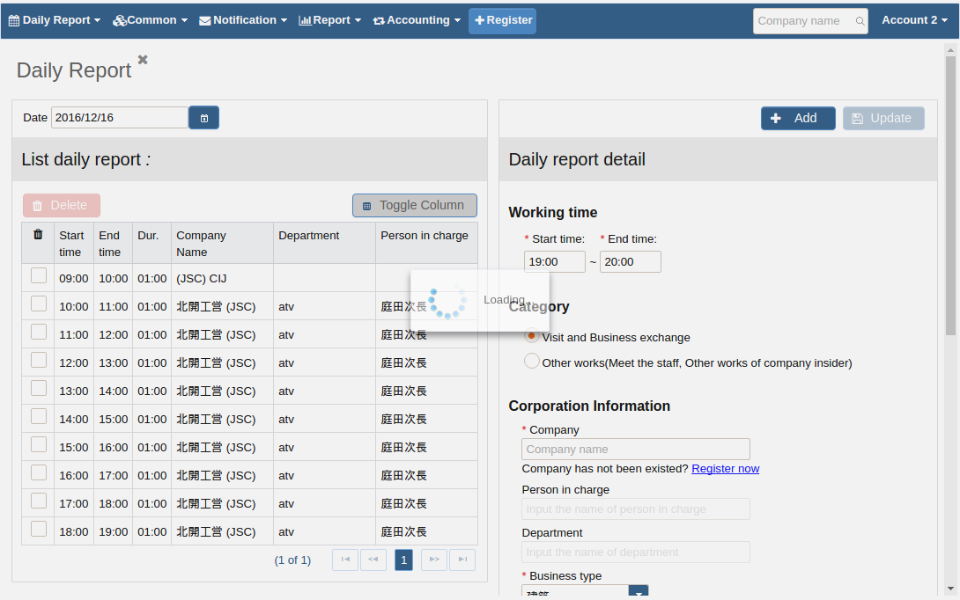 Daily Report Common Notification Report Accounting Register Company name Account 2
Daily Report
Date 2016/12/16
Add Update
List daily report :
Daily report detail
Delete Toggle Column
Start time End time Dur. Company Name Department Person in charge
09:00 10:00 01:00 (JSC) CIJ
10:00 11:00 01:00 北開工営 (JSC) atv 庭田次長
11:00 12:00 01:00 北開工営 (JSC) atv 庭田次長
12:00 13:00 01:00 北開工営 (JSC) atv 庭田次長
13:00 14:00 01:00 北開工営 (JSC) atv 庭田次長
14:00 15:00 01:00 北開工営 (JSC) atv 庭田次長
15:00 16:00 01:00 北開工営 (JSC) atv 庭田次長
16:00 17:00 01:00 北開工営 (JSC) atv 庭田次長
17:00 18:00 01:00 北開工営 (JSC) atv 庭田次長
18:00 19:00 01:00 北開工営 (JSC) atv 庭田次長
(1 of 1) 1
Loading...
Working time
* Start time: * End time:
19:00 ~ 20:00
Category
Visit and Business exchange
Other works(Meet the staff, Other works of company insider)
Corporation Information
* Company
Company name
Company has not been existed? Register now
Person in charge
Input the name of person in charge
Department
Input the name of department
* Business type
建築